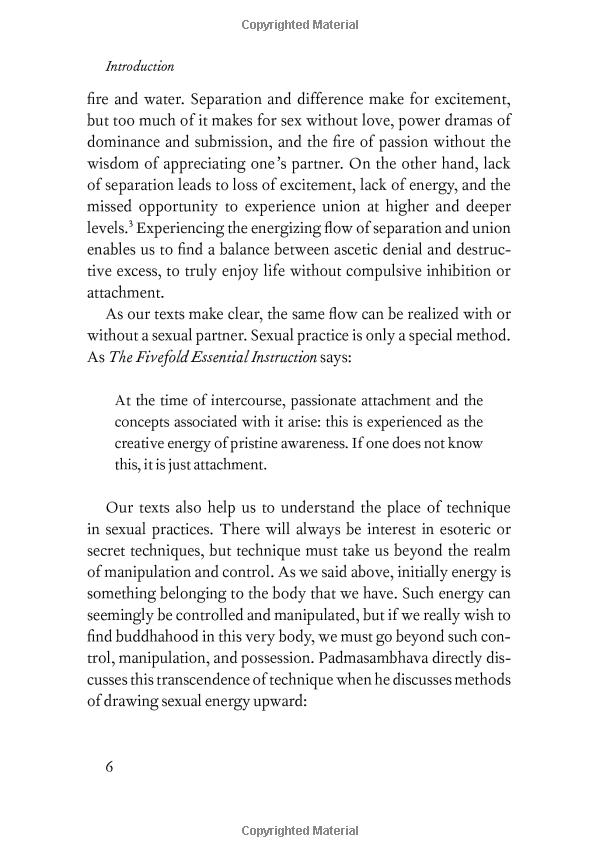 Copyrighted Material
Introduction
fire and water. Separation and difference make for excitement,
but too much of it makes for sex without love, power dramas of
dominance and submission, and the fire of passion without the
wisdom of appreciating one’s partner. On the other hand, lack
of separation leads to loss of excitement, lack of energy, and the
missed opportunity to experience union at higher and deeper
levels.³ Experiencing the energizing flow of separation and union
enables us to find a balance between ascetic denial and destruc-
tive excess, to truly enjoy life without compulsive inhibition or
attachment.
As our texts make clear, the same flow can be realized with or
without a sexual partner. Sexual practice is only a special method.
As The Fivefold Essential Instruction says:
At the time of intercourse, passionate attachment and the
concepts associated with it arise: this is experienced as the
creative energy of pristine awareness. If one does not know
this, it is just attachment.
Our texts also help us to understand the place of technique
in sexual practices. There will always be interest in esoteric or
secret techniques, but technique must take us beyond the realm
of manipulation and control. As we said above, initially energy is
something belonging to the body that we have. Such energy can
seemingly be controlled and manipulated, but if we really wish to
find buddhahood in this very body, we must go beyond such con-
trol, manipulation, and possession. Padmasambhava directly dis-
cusses this transcendence of technique when he discusses methods
of drawing sexual energy upward:
6
Copyrighted Material